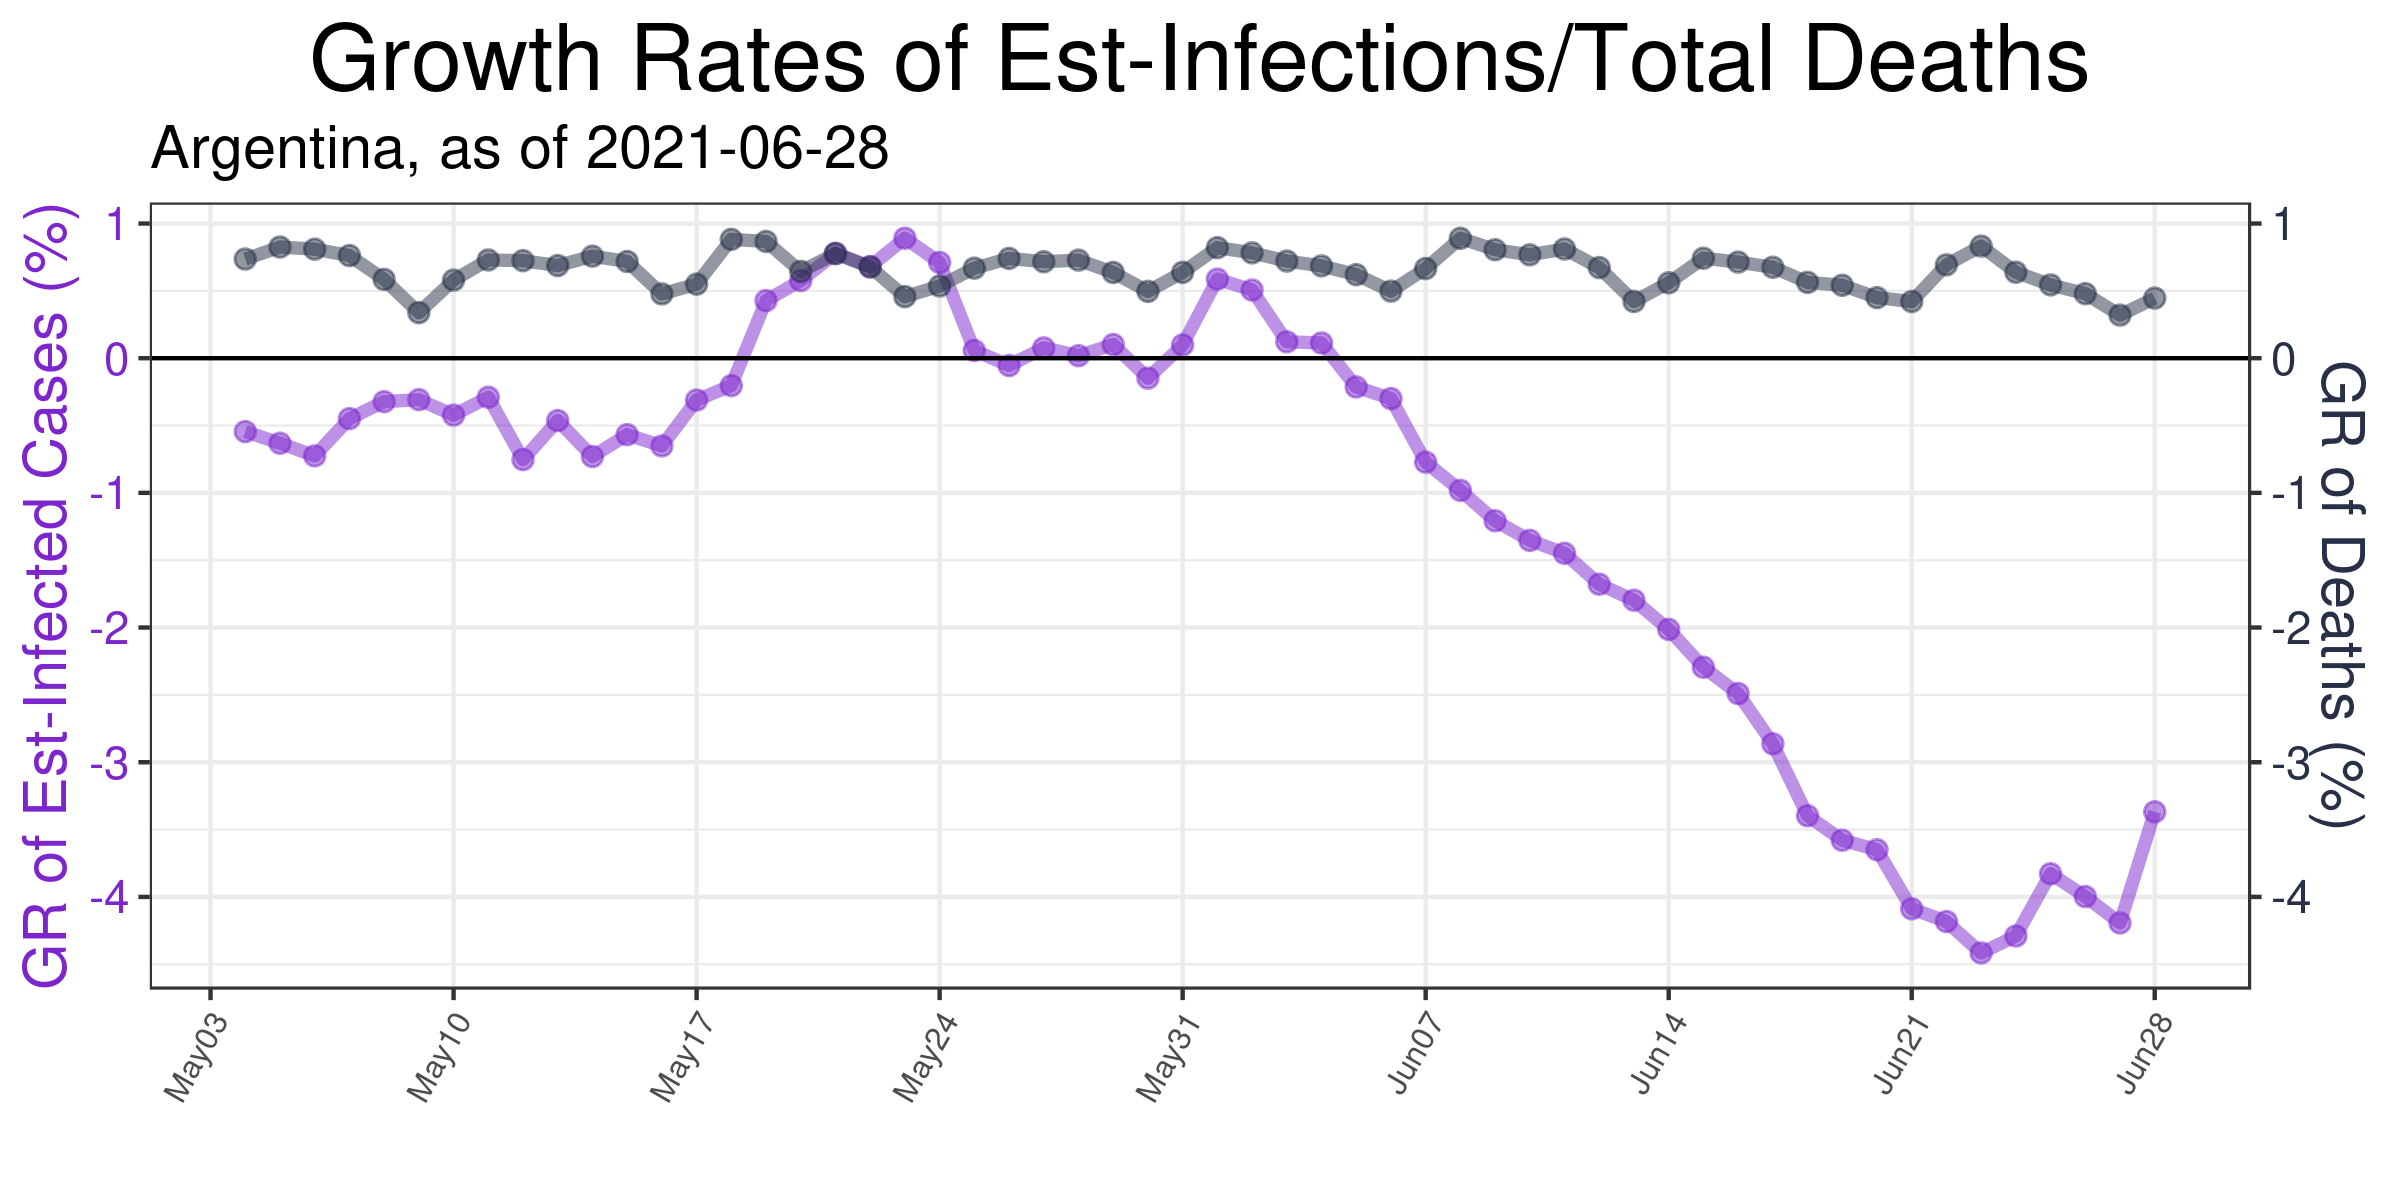 Growth Rates of Est-Infections/Total Deaths
Argentina, as of 2021-06-28
GR of Est-Infected Cases (%)
1
0
-1
-2
-3
-4
1
0
-1
-2
-3
-4
GR of Deaths (%)
May03
May10
May17
May24
May31
Jun07
Jun14
Jun21
Jun28